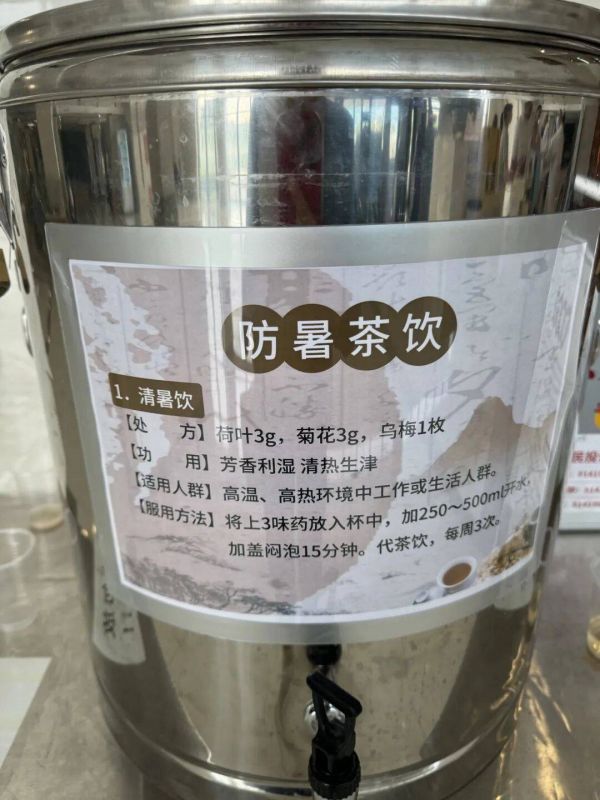 防暑茶饮
1. 清暑饮
【处 方】荷叶3g，菊花3g，乌梅1枚
【功 用】芳香利湿 清热生津
【适用人群】高温、高热环境中工作或生活人群。
【服用方法】将上3味药放入杯中，加250～500ml开水，
加盖闷泡15分钟。代茶饮，每周3次。